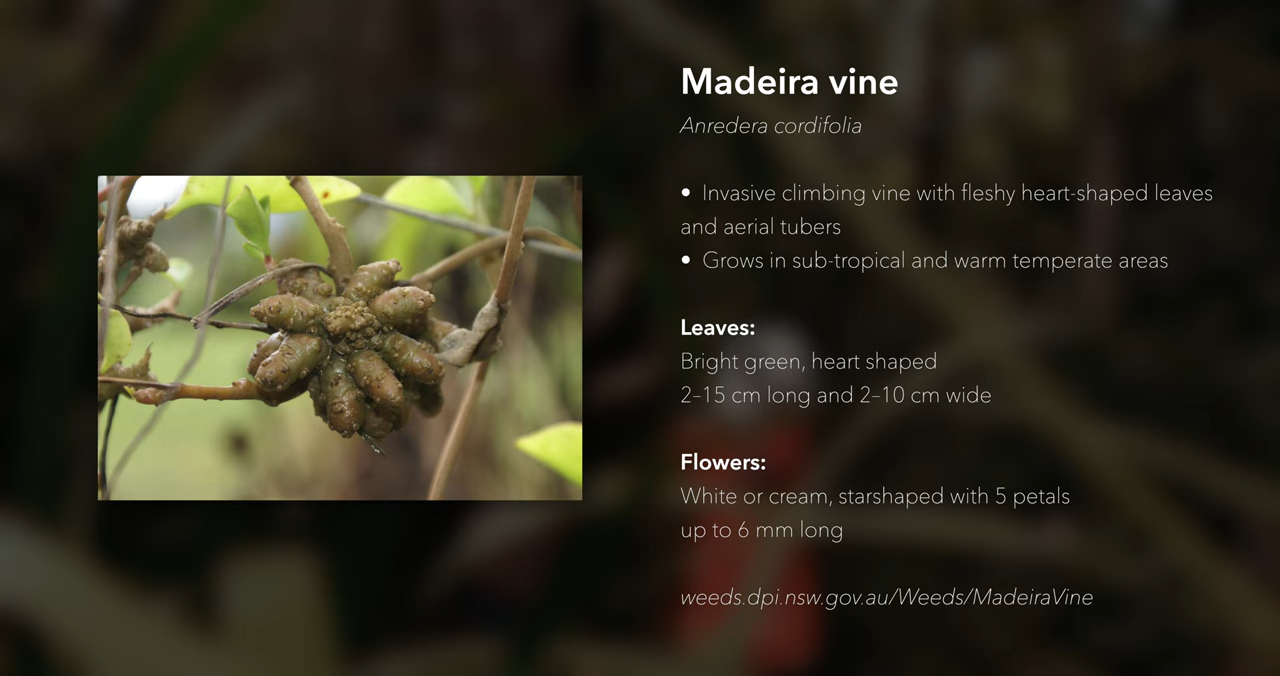 Madeira vine
Anredera cordifolia
• Invasive climbing vine with fleshy heart-shaped leaves
and aerial tubers
• Grows in sub-tropical and warm temperate areas
Leaves:
Bright green, heart shaped
2–15 cm long and 2–10 cm wide
Flowers:
White or cream, starshaped with 5 petals
up to 6 mm long
weeds.dpi.nsw.gov.au/Weeds/MadeiraVine